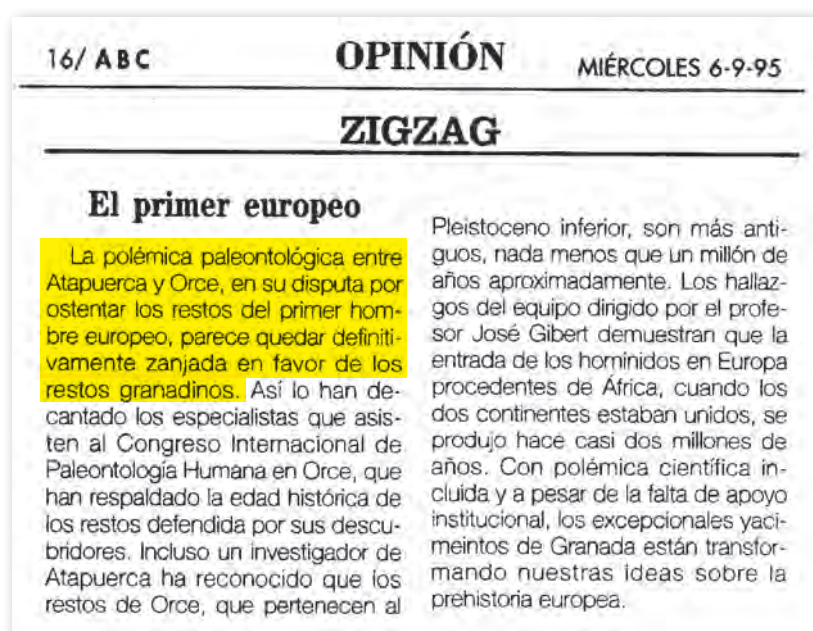 16/ ABC
OPINIÓN
MIÉRCOLES 6-9-95
ZIGZAG
El primer europeo
La polémica paleontológica entre
Atapuerca y Orce, en su disputa por
ostentar los restos del primer hom-
bre europeo, parece quedar definiti-
vamente zanjada en favor de los
restos granadinos. Así lo han de-
cantado los especialistas que asis-
ten al Congreso Internacional de
Paleontología Humana en Orce, que
han respaldado la edad histórica de
los restos defendida por sus descu-
bridores. Incluso un investigador de
Atapuerca ha reconocido que los
restos de Orce, que pertenecen al
Pleistoceno inferior, son más anti-
guos, nada menos que un millón de
años aproximadamente. Los hallaz-
gos del equipo dirigido por el profe-
sor José Gibert demuestran que la
entrada de los hominidos en Europa
procedentes de África, cuando los
dos continentes estaban unidos, se
produjo hace casi dos millones de
años. Con polémica científica in-
cluida y a pesar de la falta de apoyo
institucional, los excepcionales yaci-
meintos de Granada están transfor-
mando nuestras ideas sobre la
prehistoria europea.